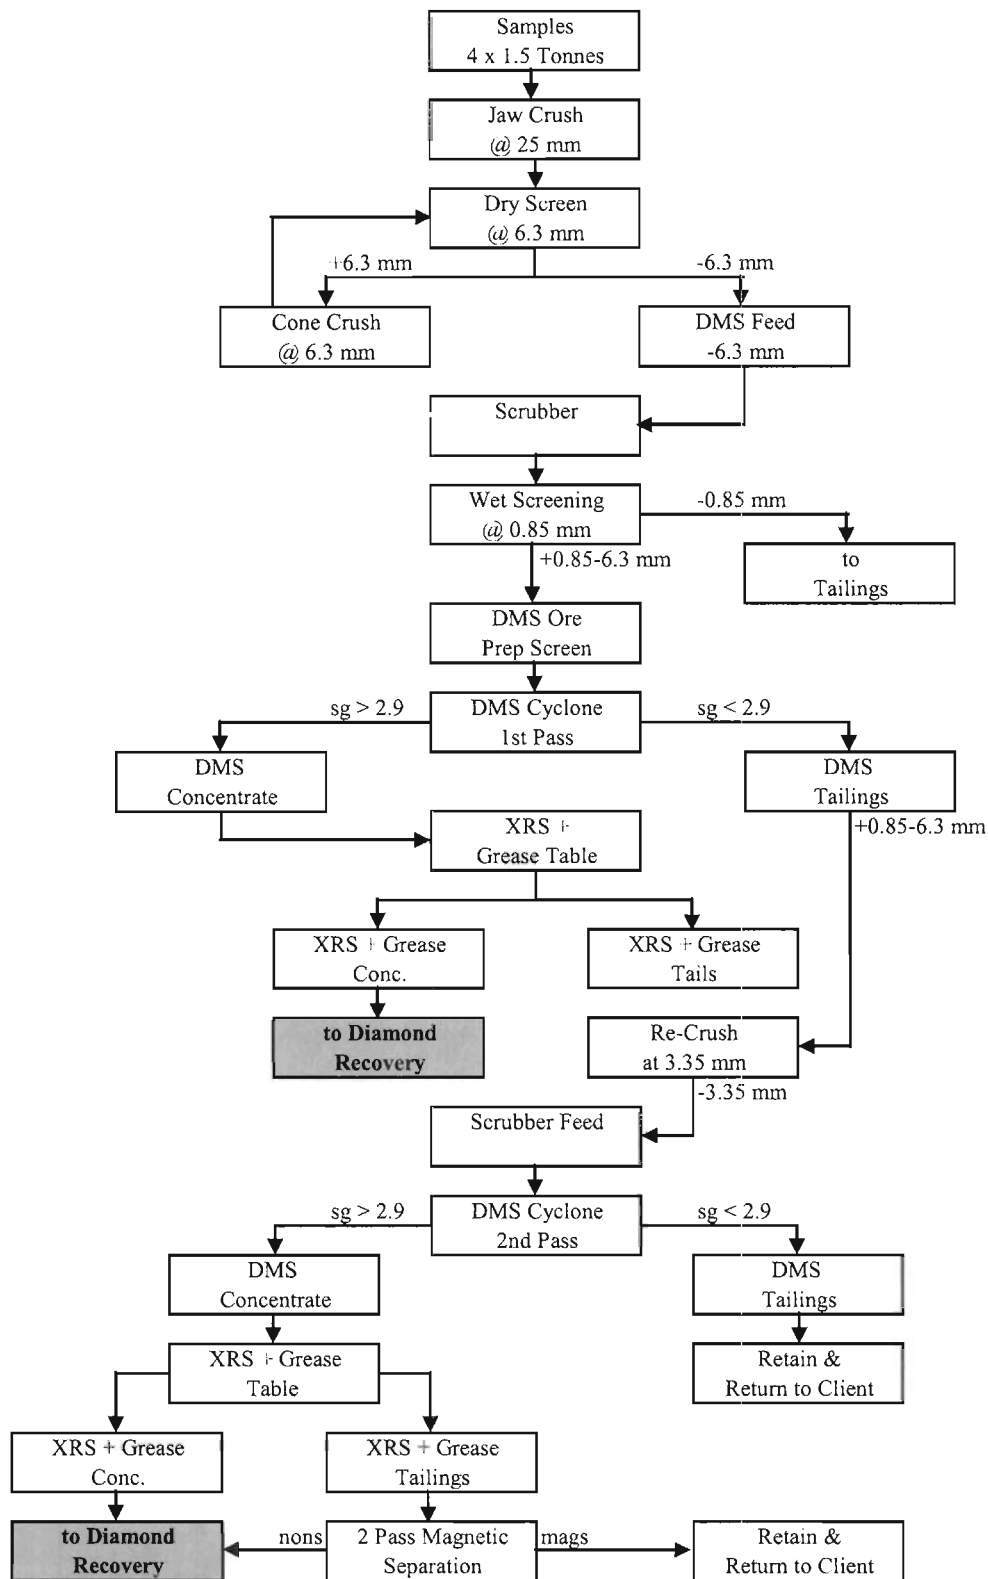 Samples
4 x 1.5 Tonnes
Jaw Crush
@ 25 mm
Dry Screen
@ 6.3 mm
+6.3 mm
-6.3 mm
Cone Crush
@ 6.3 mm
DMS Feed
-6.3 mm
Scrubber
Wet Screening
@ 0.85 mm
-0.85 mm
to
Tailings
+0.85-6.3 mm
DMS Ore
Prep Screen
sg > 2.9
DMS Cyclone
1st Pass
sg < 2.9
DMS
Concentrate
DMS
Tailings
+0.85-6.3 mm
XRS +
Grease Table
XRS + Grease
Conc.
XRS + Grease
Tails
to Diamond
Recovery
Re-Crush
at 3.35 mm
-3.35 mm
Scrubber Feed
sg > 2.9
DMS Cyclone
2nd Pass
sg < 2.9
DMS
Concentrate
DMS
Tailings
XRS + Grease
Table
Retain &
Return to Client
XRS + Grease
Conc.
XRS + Grease
Tailings
to Diamond
Recovery
nons
2 Pass Magnetic
Separation
mags
Retain &
Return to Client